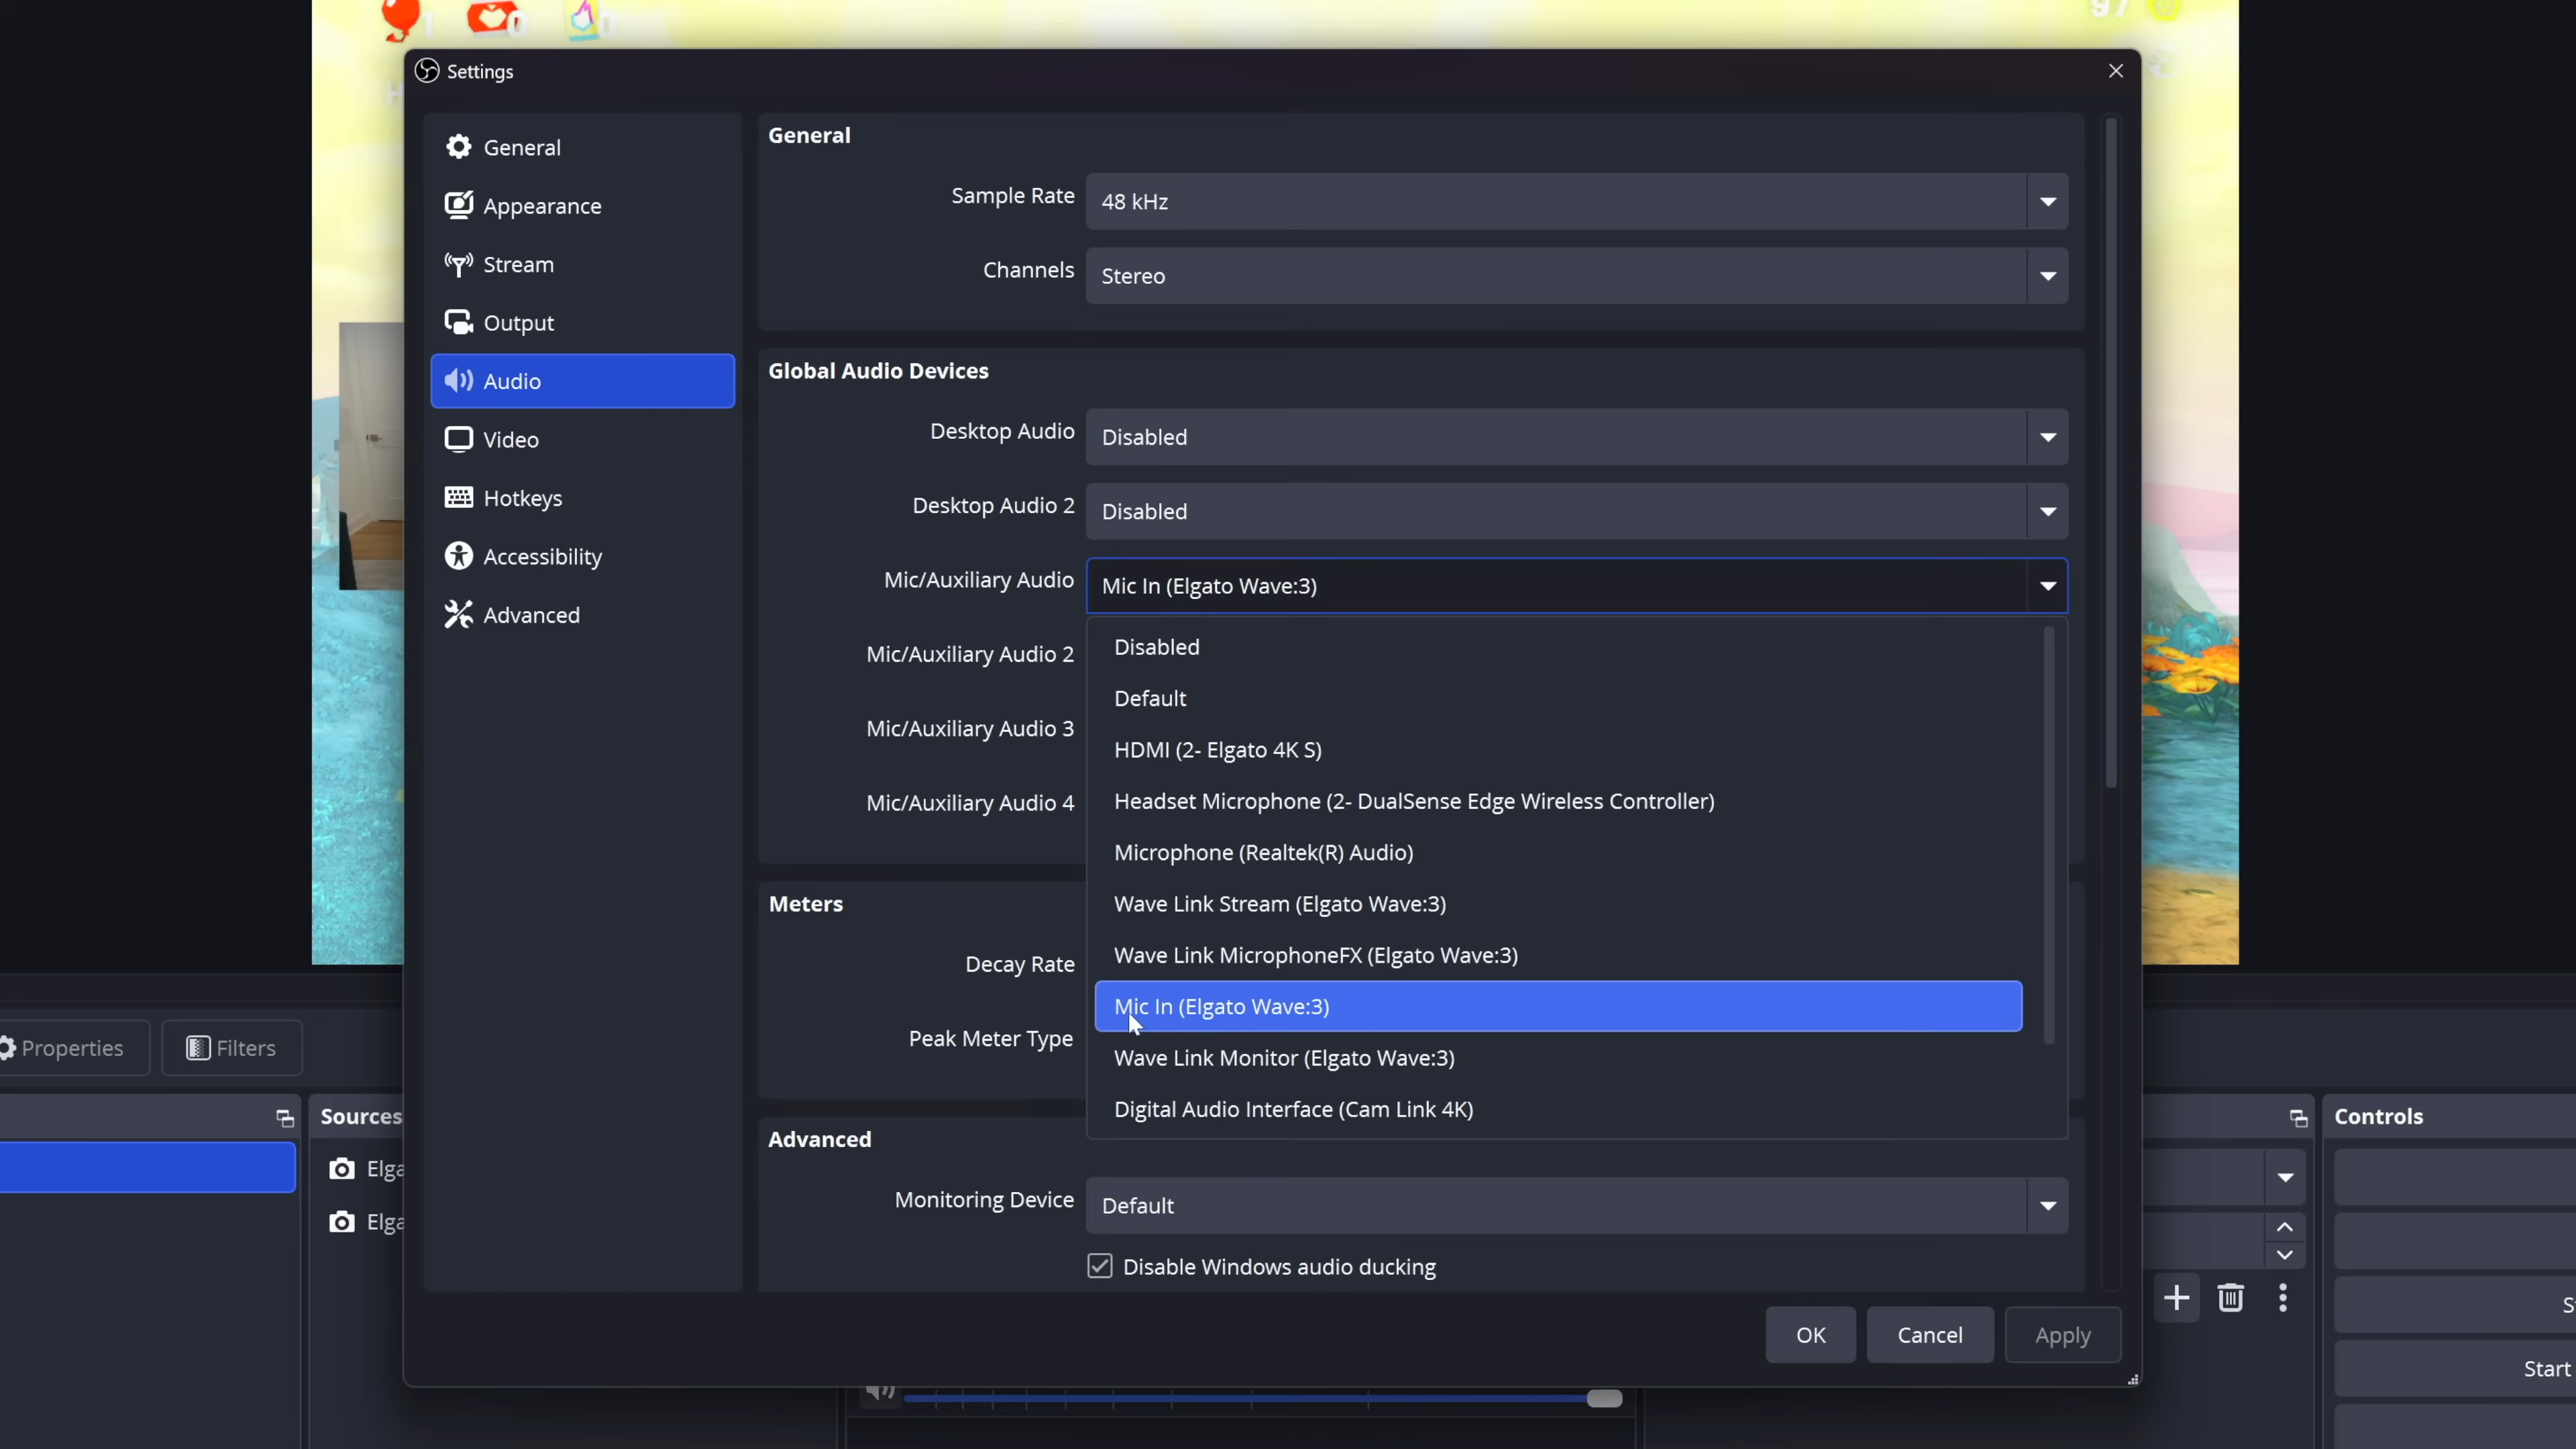 1
0
0
97
Settings
General
Appearance
Stream
Output
Audio
Video
Hotkeys
Accessibility
Advanced
General
Sample Rate 48 kHz
Channels Stereo
Global Audio Devices
Desktop Audio Disabled
Desktop Audio 2 Disabled
Mic/Auxiliary Audio Mic In (Elgato Wave:3)
Mic/Auxiliary Audio 2
Mic/Auxiliary Audio 3
Mic/Auxiliary Audio 4
Disabled
Default
HDMI (2- Elgato 4K S)
Headset Microphone (2- DualSense Edge Wireless Controller)
Microphone (Realtek(R) Audio)
Wave Link Stream (Elgato Wave:3)
Wave Link MicrophoneFX (Elgato Wave:3)
Mic In (Elgato Wave:3)
Wave Link Monitor (Elgato Wave:3)
Digital Audio Interface (Cam Link 4K)
Meters
Decay Rate
Peak Meter Type
Advanced
Monitoring Device Default
Disable Windows audio ducking
OK Cancel Apply
Properties Filters
Sources
Elga
Elga
Controls
S
Start